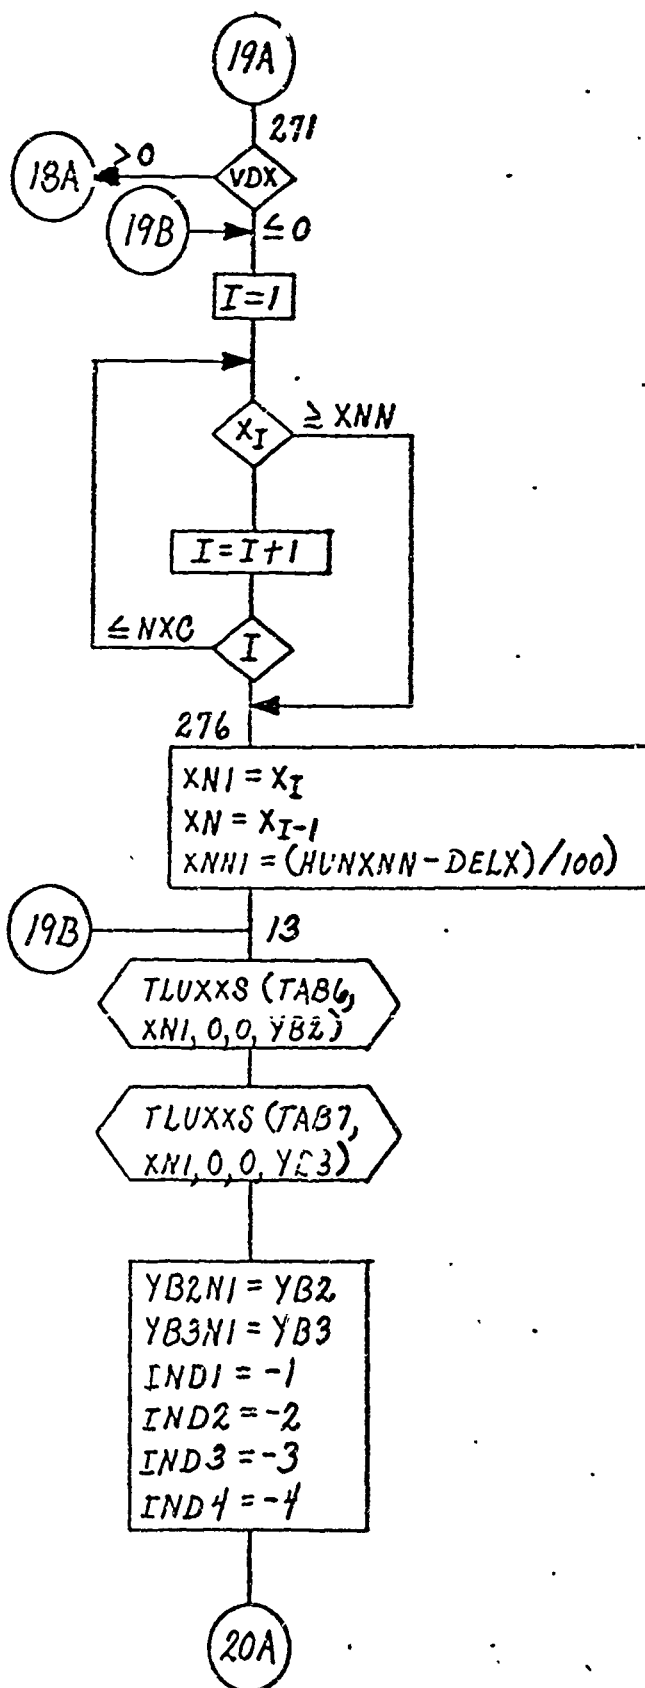 19A
271
>0
18A
VDX
19B
≤0
I=1
X_I
≥ XNN
I=I+1
≤NXC
I
276
XN1 = X_I
XN = X_I-1
XNH1 = (HUNXNN-DELX)/100)
19B
13
TLUXXS (TAB6,
XN1, 0, 0, YB2)
TLUXXS (TAB7,
XN1, 0, 0, YB3)
YB2N1 = YB2
YB3N1 = YB3
IND1 = -1
IND2 = -2
IND3 = -3
IND4 = -4
20A